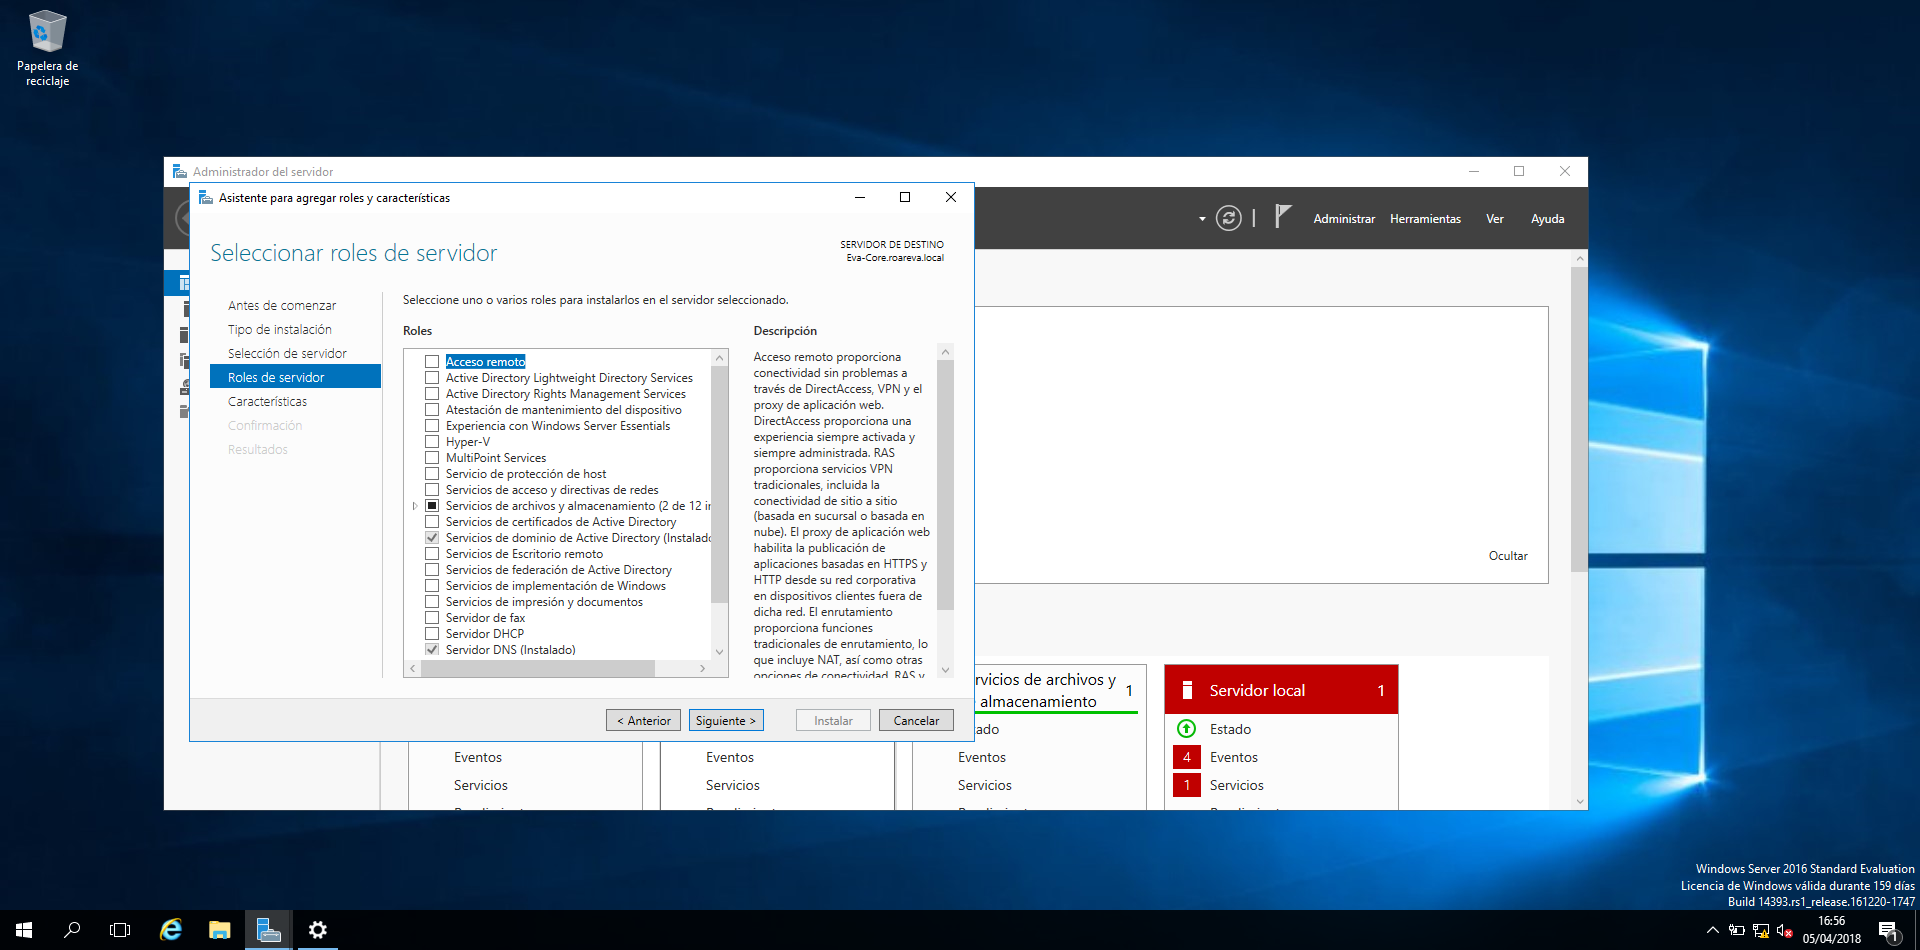 Papelera de
reciclaje
Administrador del servidor
Asistente para agregar roles y características
Administrar
Herramientas
Ver
Ayuda
Seleccionar roles de servidor
SERVIDOR DE DESTINO
Eva-Core.roareva.local
Antes de comenzar
Tipo de instalación
Selección de servidor
Roles de servidor
Características
Confirmación
Resultados
Seleccione uno o varios roles para instalarlos en el servidor seleccionado.
Roles
Acceso remoto
Active Directory Lightweight Directory Services
Active Directory Rights Management Services
Atestación de mantenimiento del dispositivo
Experiencia con Windows Server Essentials
Hyper-V
MultiPoint Services
Servicio de protección de host
Servicios de acceso y directivas de redes
Servicios de archivos y almacenamiento (2 de 12 in
Servicios de certificados de Active Directory
Servicios de dominio de Active Directory (Instalado
Servicios de Escritorio remoto
Servicios de federación de Active Directory
Servicios de implementación de Windows
Servicios de impresión y documentos
Servidor de fax
Servidor DHCP
Servidor DNS (Instalado)
Descripción
Acceso remoto proporciona
conectividad sin problemas a
través de DirectAccess, VPN y el
proxy de aplicación web.
DirectAccess proporciona una
experiencia siempre activada y
siempre administrada. RAS
proporciona servicios VPN
tradicionales, incluida la
conectividad de sitio a sitio
(basada en sucursal o basada en
nube). El proxy de aplicación web
habilita la publicación de
aplicaciones basadas en HTTPS y
HTTP desde su red corporativa
en dispositivos clientes fuera de
dicha red. El enrutamiento
proporciona funciones
tradicionales de enrutamiento, lo
que incluye NAT, así como otras
opciones de conectividad. RAS y
< Anterior
Siguiente >
Instalar
Cancelar
Ocultar
Eventos
Servicios
Eventos
Servicios
rvicios de archivos y
almacenamiento
1
ado
Eventos
Servicios
Servidor local
1
Estado
4
Eventos
1
Servicios
Windows Server 2016 Standard Evaluation
Licencia de Windows válida durante 159 días
Build 14393.rs1_release.161220-1747
16:56
05/04/2018
1